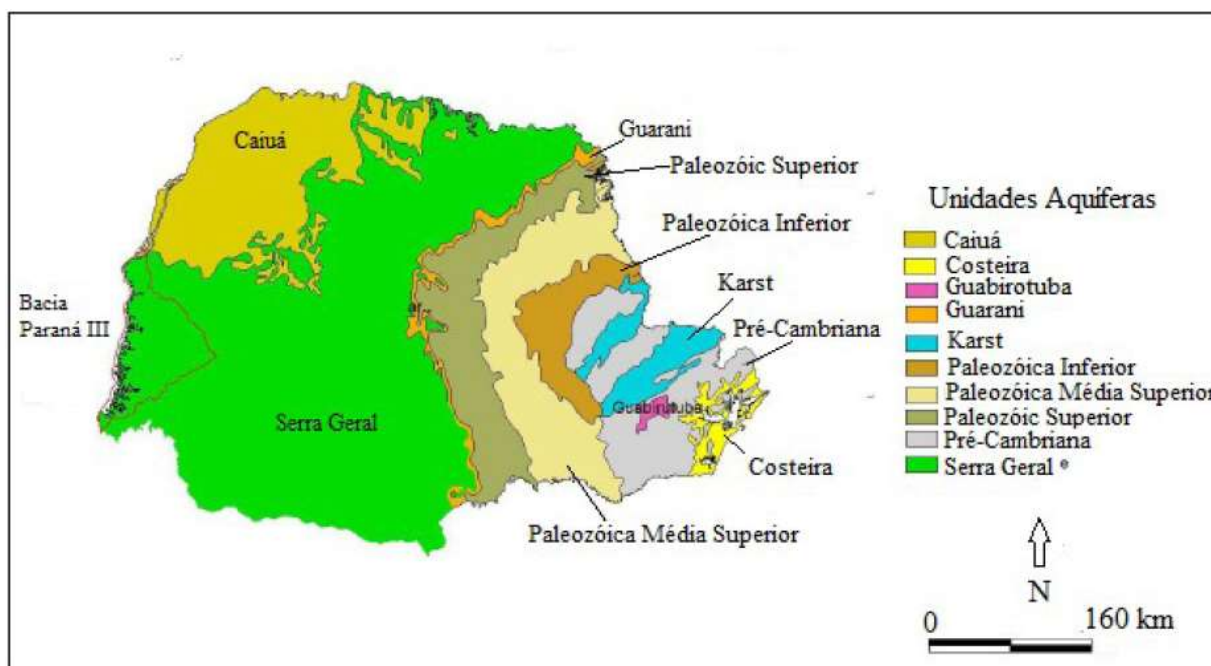 Caiuá
Guarani
Paleozóic Superior
Paleozóica Inferior
Karst
Pré-Cambriana
Bacia
Paraná III
Serra Geral
Guabirutuba
Costeira
Paleozóica Média Superior
Unidades Aquíferas
Caiuá
Costeira
Guabirotuba
Guarani
Karst
Paleozóica Inferior
Paleozóica Média Superior
Paleozóic Superior
Pré-Cambriana
Serra Geral e
N
0
160 km